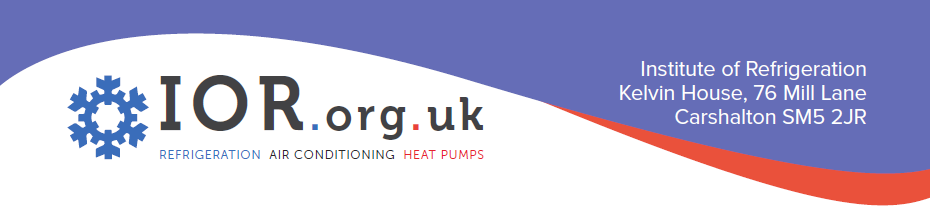 IOR.org.uk
REFRIGERATION AIR CONDITIONING HEAT PUMPS
Institute of Refrigeration
Kelvin House, 76 Mill Lane
Carshalton SM5 2JR